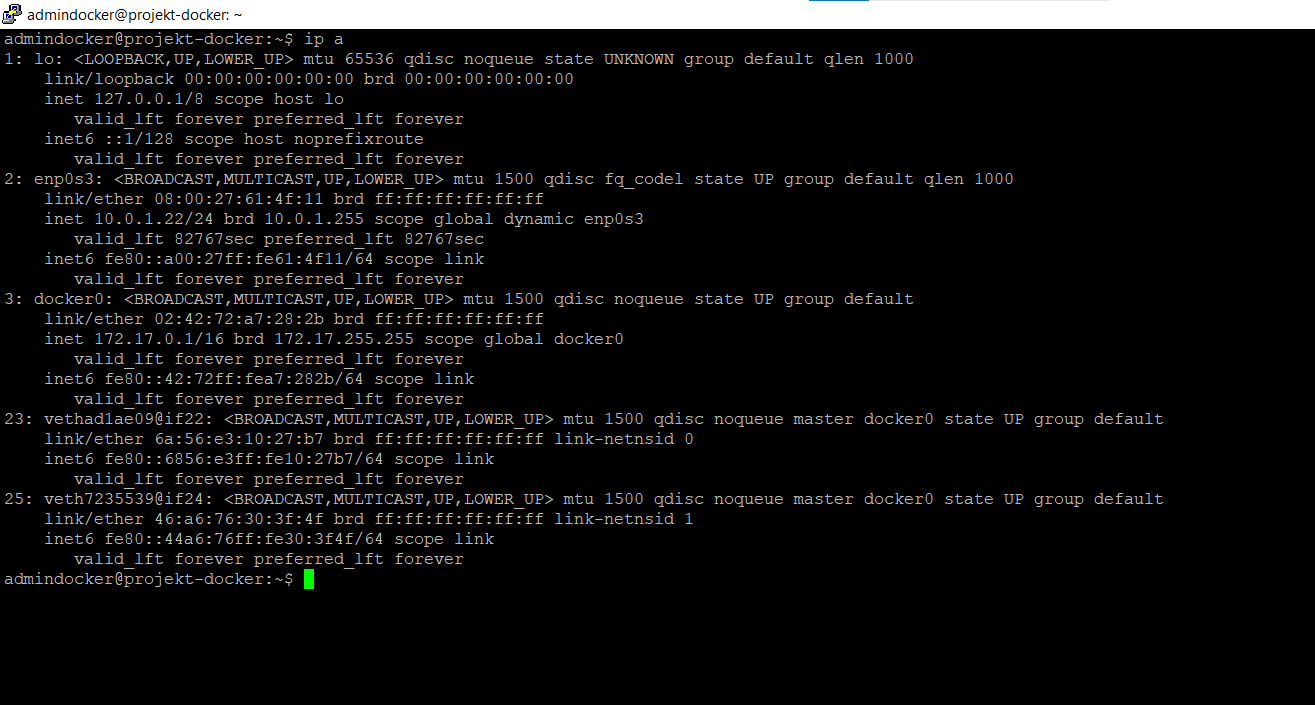 admindocker@projekt-docker: ~
admindocker@projekt-docker:~$ ip a
1: lo: <LOOPBACK,UP,LOWER_UP> mtu 65536 qdisc noqueue state UNKNOWN group default qlen 1000
    link/loopback 00:00:00:00:00:00 brd 00:00:00:00:00:00
    inet 127.0.0.1/8 scope host lo
       valid_lft forever preferred_lft forever
    inet6 ::1/128 scope host noprefixroute
       valid_lft forever preferred_lft forever
2: enp0s3: <BROADCAST,MULTICAST,UP,LOWER_UP> mtu 1500 qdisc fq_codel state UP group default qlen 1000
    link/ether 08:00:27:61:4f:11 brd ff:ff:ff:ff:ff:ff
    inet 10.0.1.22/24 brd 10.0.1.255 scope global dynamic enp0s3
       valid_lft 82767sec preferred_lft 82767sec
    inet6 fe80::a00:27ff:fe61:4f11/64 scope link
       valid_lft forever preferred_lft forever
3: docker0: <BROADCAST,MULTICAST,UP,LOWER_UP> mtu 1500 qdisc noqueue state UP group default
    link/ether 02:42:72:a7:28:2b brd ff:ff:ff:ff:ff:ff
    inet 172.17.0.1/16 brd 172.17.255.255 scope global docker0
       valid_lft forever preferred_lft forever
    inet6 fe80::42:72ff:fea7:282b/64 scope link
       valid_lft forever preferred_lft forever
23: vethad1ae09@if22: <BROADCAST,MULTICAST,UP,LOWER_UP> mtu 1500 qdisc noqueue master docker0 state UP group default
    link/ether 6a:56:e3:10:27:b7 brd ff:ff:ff:ff:ff:ff link-netnsid 0
    inet6 fe80::6856:e3ff:fe10:27b7/64 scope link
       valid_lft forever preferred_lft forever
25: veth7235539@if24: <BROADCAST,MULTICAST,UP,LOWER_UP> mtu 1500 qdisc noqueue master docker0 state UP group default
    link/ether 46:a6:76:30:3f:4f brd ff:ff:ff:ff:ff:ff link-netnsid 1
    inet6 fe80::44a6:76ff:fe30:3f4f/64 scope link
       valid_lft forever preferred_lft forever
admindocker@projekt-docker:~$